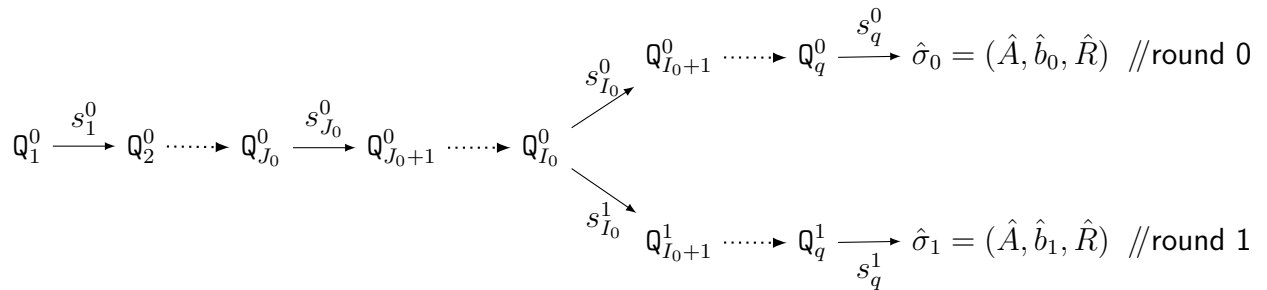 s_q^0
Q_{I_0+1}^0 Q_q^0 σ̂_0 = (Â, b̂_0, R̂) //round 0
s_{I_0}^0
s_1^0 s_{J_0}^0
Q_1^0 Q_2^0 Q_{J_0}^0 Q_{J_0+1}^0 Q_{I_0}^0
s_{I_0}^1
Q_{I_0+1}^1 Q_q^1 σ̂_1 = (Â, b̂_1, R̂) //round 1
s_q^1